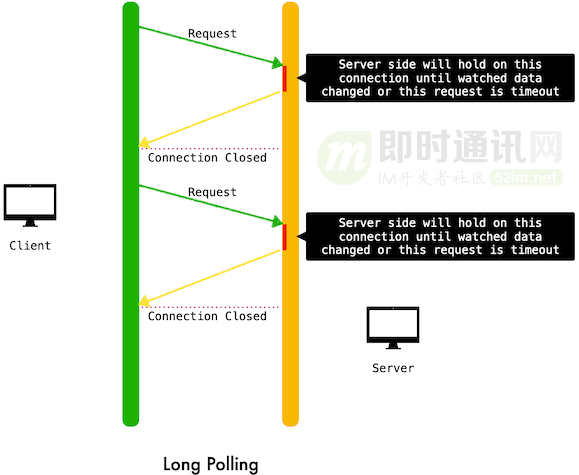 Request
Server side will hold on this
connection until watched data
changed or this request is timeout
m 即时通讯网
IM开发者社区 52im.net
Connection Closed
Request
Client
Server side will hold on this
connection until watched data
changed or this request is timeout
Connection Closed
Server
Long Polling